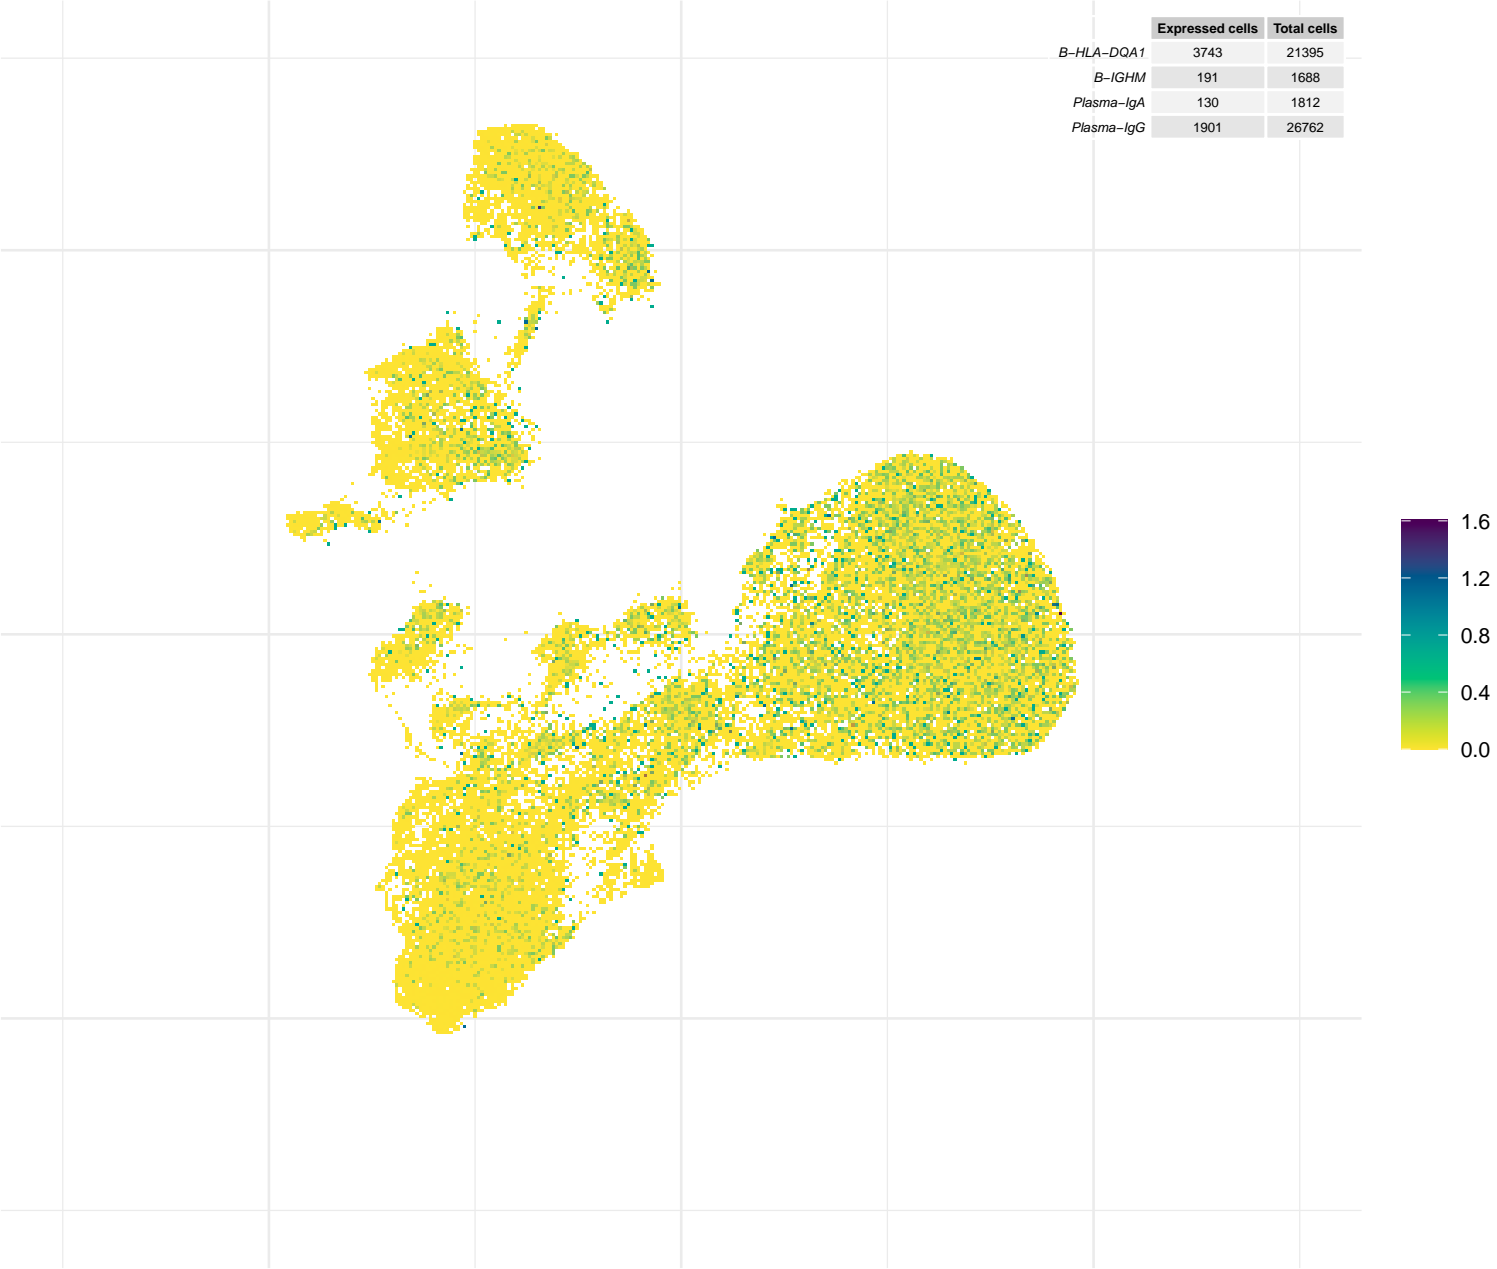 Expressed cells Total cells
B−HLA−DQA1 3743 21395
B−IGHM 191 1688
Plasma−IgA 130 1812
Plasma−IgG 1901 26762
1.6
1.2
0.8
0.4
0.0